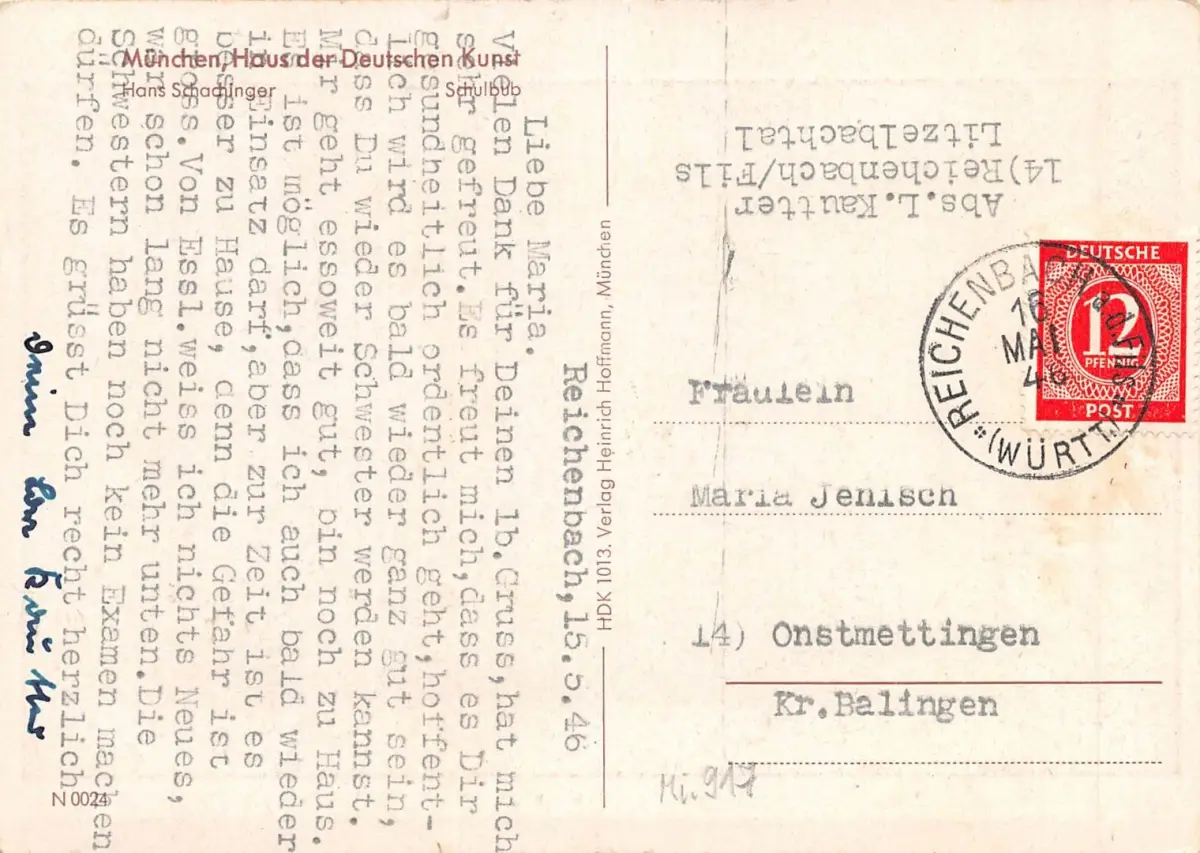 München, Haus der Deutschen Kunst
Hans Schachinger Schulbub
Reichenbach,15.5.46
Liebe Maria.
Vielen Dank für Deinen lb.Gruss,hat mich
sehr gefreut.Es freut mich,dass es Dir
gesundheitlich ordentlich geht,hoffent-
lich wird es bald wieder ganz gut sein,
dass Du wieder Schwester werden kannst.
Mir geht essoweit gut, bin noch zu Haus.
Es ist möglich,dass ich auch bald wieder
in Einsatz darf,aber zur Zeit ist es
besser zu Hause, denn die Gefahr ist
gross.Von Essl.weiss ich nichts Neues,
war schon lang nicht mehr unten.Die
Schwestern haben noch kein Examen machen
dürfen. Es grüsst Dich recht herzlich
N 0024
HDK 1013. Verlag Heinrich Hoffmann, München
Abs.L.Kautter
14)Reichenbach/Fils
Litzelbachtal
DEUTSCHE
12
PFENNIG
POST
REICHENBACH a.d.Fils
16
MAI
46
(WÜRTT)
Fräulein
Maria Jenisch
14) Onstmettingen
Kr.Balingen
Mi.917